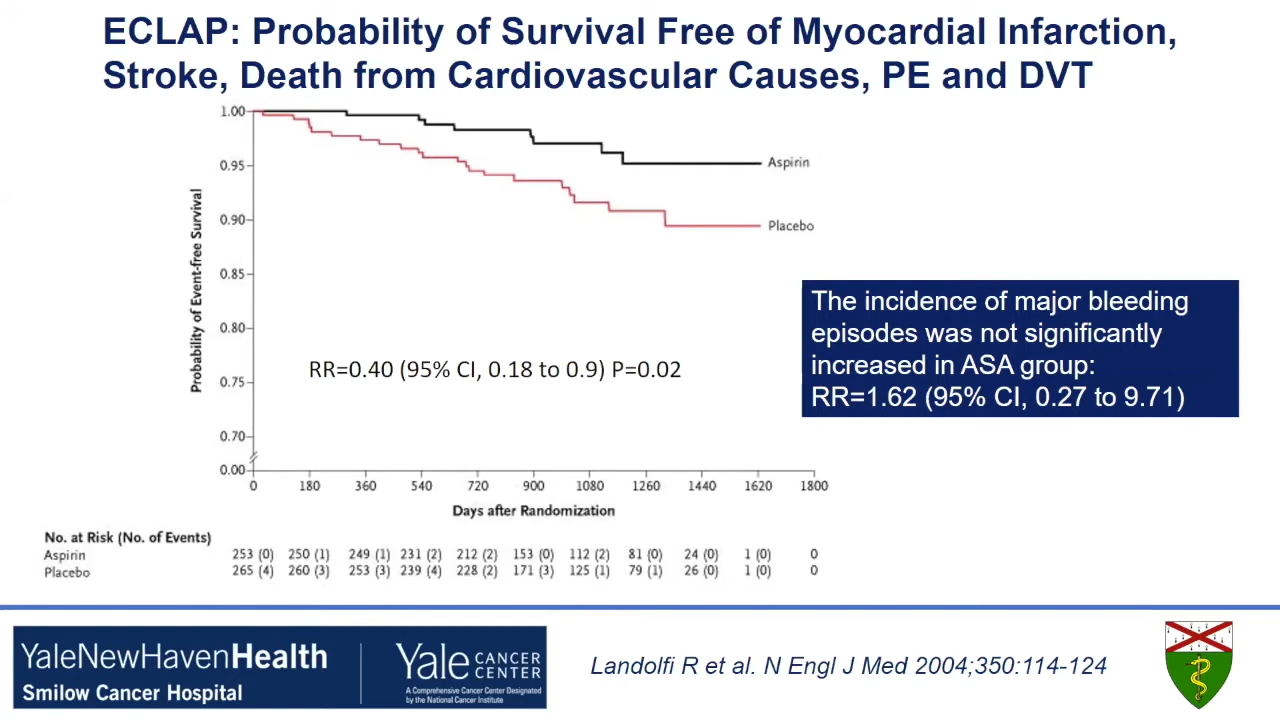 ECLAP: Probability of Survival Free of Myocardial Infarction,
Stroke, Death from Cardiovascular Causes, PE and DVT
Probability of Event-free Survival
1.00
0.95
0.90
0.85
0.80
0.75
0.70
0.00
Aspirin
Placebo
RR=0.40 (95% CI, 0.18 to 0.9) P=0.02
The incidence of major bleeding
episodes was not significantly
increased in ASA group:
RR=1.62 (95% CI, 0.27 to 9.71)
0 180 360 540 720 900 1080 1260 1440 1620 1800
Days after Randomization
No. at Risk (No. of Events)
Aspirin 253 (0) 250 (1) 249 (1) 231 (2) 212 (2) 153 (0) 112 (2) 81 (0) 24 (0) 1 (0) 0
Placebo 265 (4) 260 (3) 253 (3) 239 (4) 228 (2) 171 (3) 125 (1) 79 (1) 26 (0) 1 (0) 0
YaleNewHavenHealth
Smilow Cancer Hospital
Yale CANCER
CENTER
A Comprehensive Cancer Center Designated
by the National Cancer Institute
Landolfi R et al. N Engl J Med 2004;350:114-124